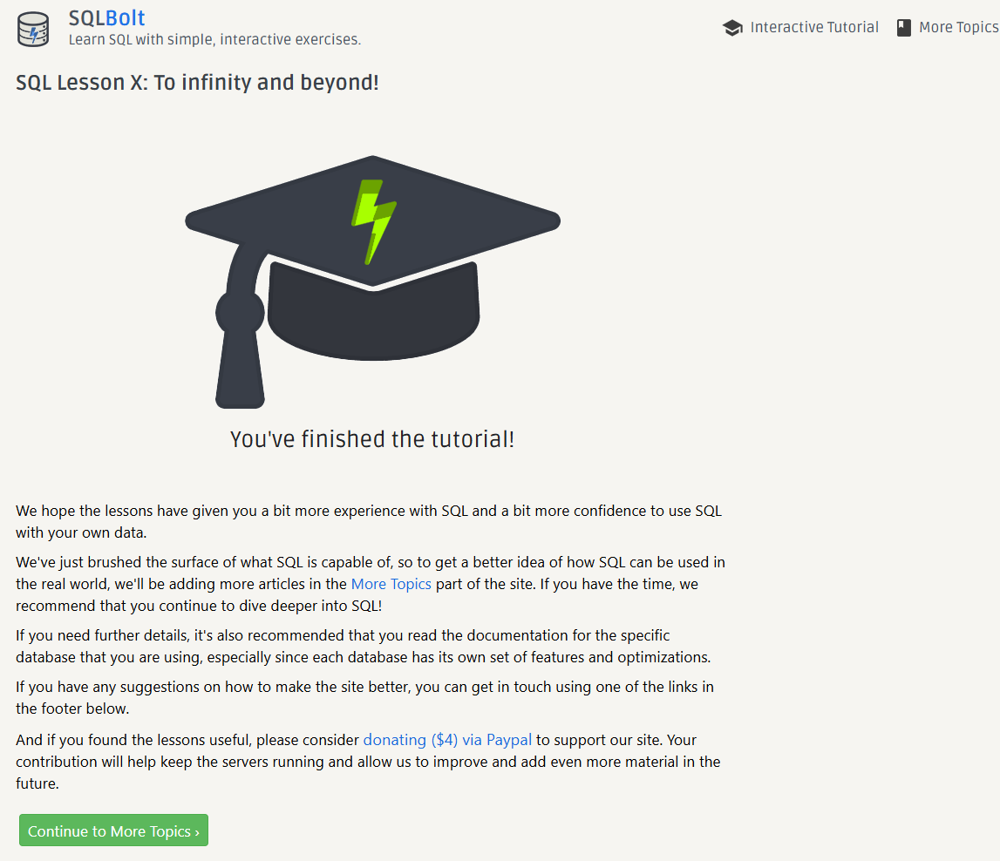 SQLBolt
Learn SQL with simple, interactive exercises.
Interactive Tutorial
More Topics
SQL Lesson X: To infinity and beyond!
You've finished the tutorial!
We hope the lessons have given you a bit more experience with SQL and a bit more confidence to use SQL
with your own data.
We've just brushed the surface of what SQL is capable of, so to get a better idea of how SQL can be used in
the real world, we'll be adding more articles in the More Topics part of the site. If you have the time, we
recommend that you continue to dive deeper into SQL!
If you need further details, it's also recommended that you read the documentation for the specific
database that you are using, especially since each database has its own set of features and optimizations.
If you have any suggestions on how to make the site better, you can get in touch using one of the links in
the footer below.
And if you found the lessons useful, please consider donating ($4) via Paypal to support our site. Your
contribution will help keep the servers running and allow us to improve and add even more material in the
future.
Continue to More Topics ›